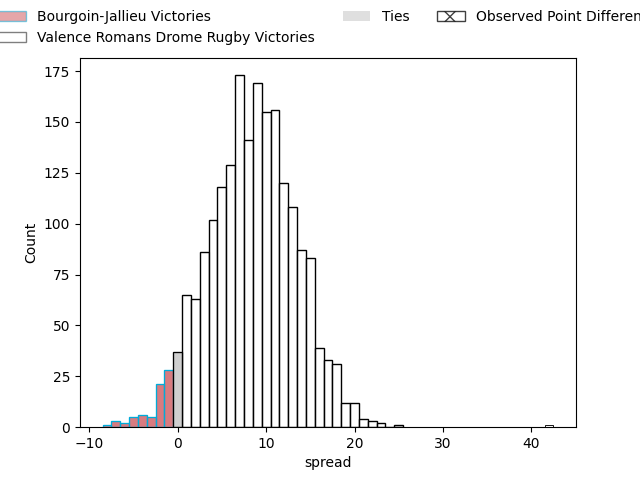 Bourgoin-Jallieu Victories
Ties
Observed Point Differen
Valence Romans Drome Rugby Victories
175
150
125
100
75
50
25
0
Count
−10
0
10
20
30
40
spread